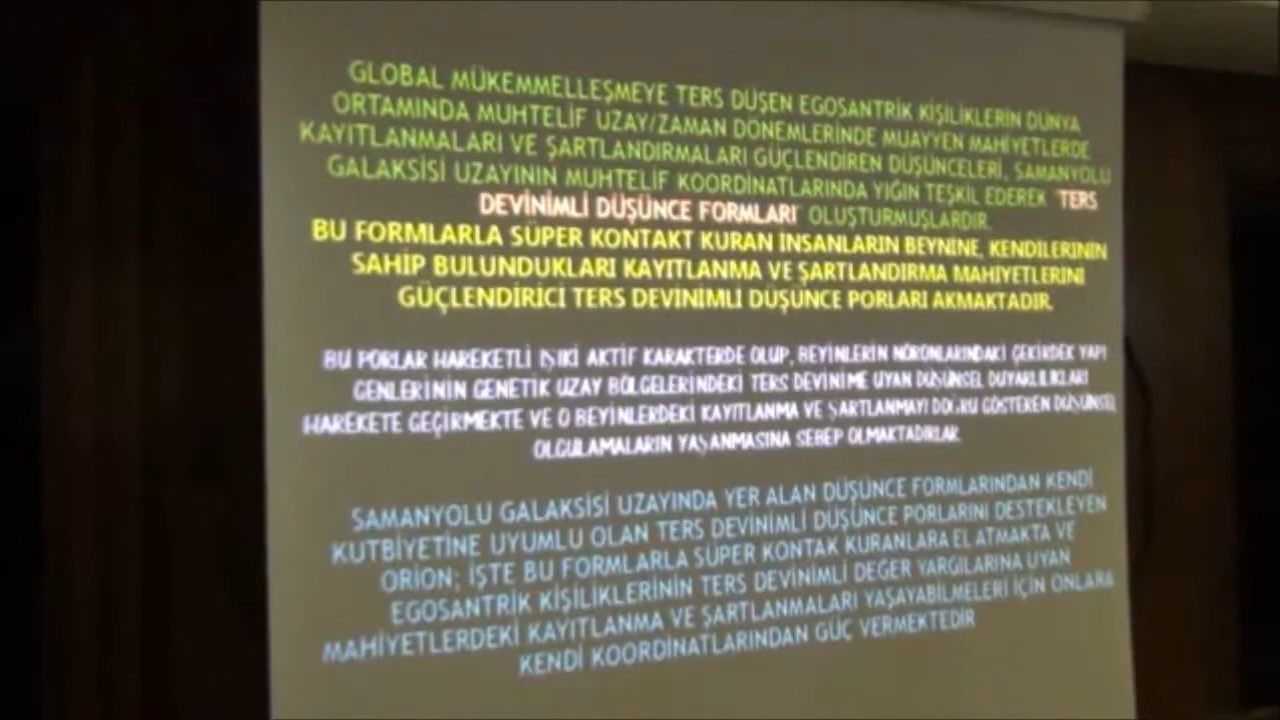 GLOBAL MÜKEMMELLEŞMEYE TERS DÜŞEN EGOSANTRİK KİŞİLİKLERİN DÜNYA
ORTAMINDA MUHTELİF UZAY/ZAMAN DÖNEMLERİNDE MUAYYEN MAHİYETLERDE
KAYITLANMALARI VE ŞARTLANDIRMALARI GÜÇLENDİREN DÜŞÜNCELERİ, SAMANYOLU
GALAKSİSİ UZAYININ MUHTELİF KOORDİNATLARINDA YIĞIN TEŞKİL EDEREK "TERS
DEVİNİMLİ DÜŞÜNCE FORMLARI" OLUŞTURMUŞLARDIR.
BU FORMLARLA SÜPER KONTAKT KURAN İNSANLARIN BEYNİNE, KENDİLERİNİN
SAHİP BULUNDUKLARI KAYITLANMA VE ŞARTLANDIRMA MAHİYETLERİNİ
GÜÇLENDİRİCİ TERS DEVİNİMLİ DÜŞÜNCE PORLARI AKMAKTADIR.
BU PORLAR HAREKETLİ IŞIKI AKTİF KARAKTERDE OLUP, BEYİNLERİN NÖRONLARINDAKİ ÇEKİRDEK YAPI
GENLERİNİN GENETİK UZAY BÖLGELERİNDEKİ TERS DEVİNİME UYAN DÜŞÜNSEL DUYARLILIKLARI
HAREKETE GEÇİRMEKTE VE O BEYİNLERDEKİ KAYITLANMA VE ŞARTLANMAYI DOĞRU GÖSTEREN DÜŞÜNSEL
OLGULAMALARIN YAŞANMASINA SEBEP OLMAKTADIRLAR.
SAMANYOLU GALAKSİSİ UZAYINDA YER ALAN DÜŞÜNCE FORMLARINDAN KENDİ
KUTBİYETİNE UYUMLU OLAN TERS DEVİNİMLİ DÜŞÜNCE PORLARINI DESTEKLEYEN
ORİON; İŞTE BU FORMLARLA SÜPER KONTAK KURANLARA EL ATMAKTA VE
EGOSANTRİK KİŞİLİKLERİNİN TERS DEVİNİMLİ DEĞER YARGILARINA UYAN
MAHİYETLERDEKİ KAYITLANMA VE ŞARTLANMALARI YAŞAYABİLMELERİ İÇİN ONLARA
KENDİ KOORDİNATLARINDAN GÜÇ VERMEKTEDİR